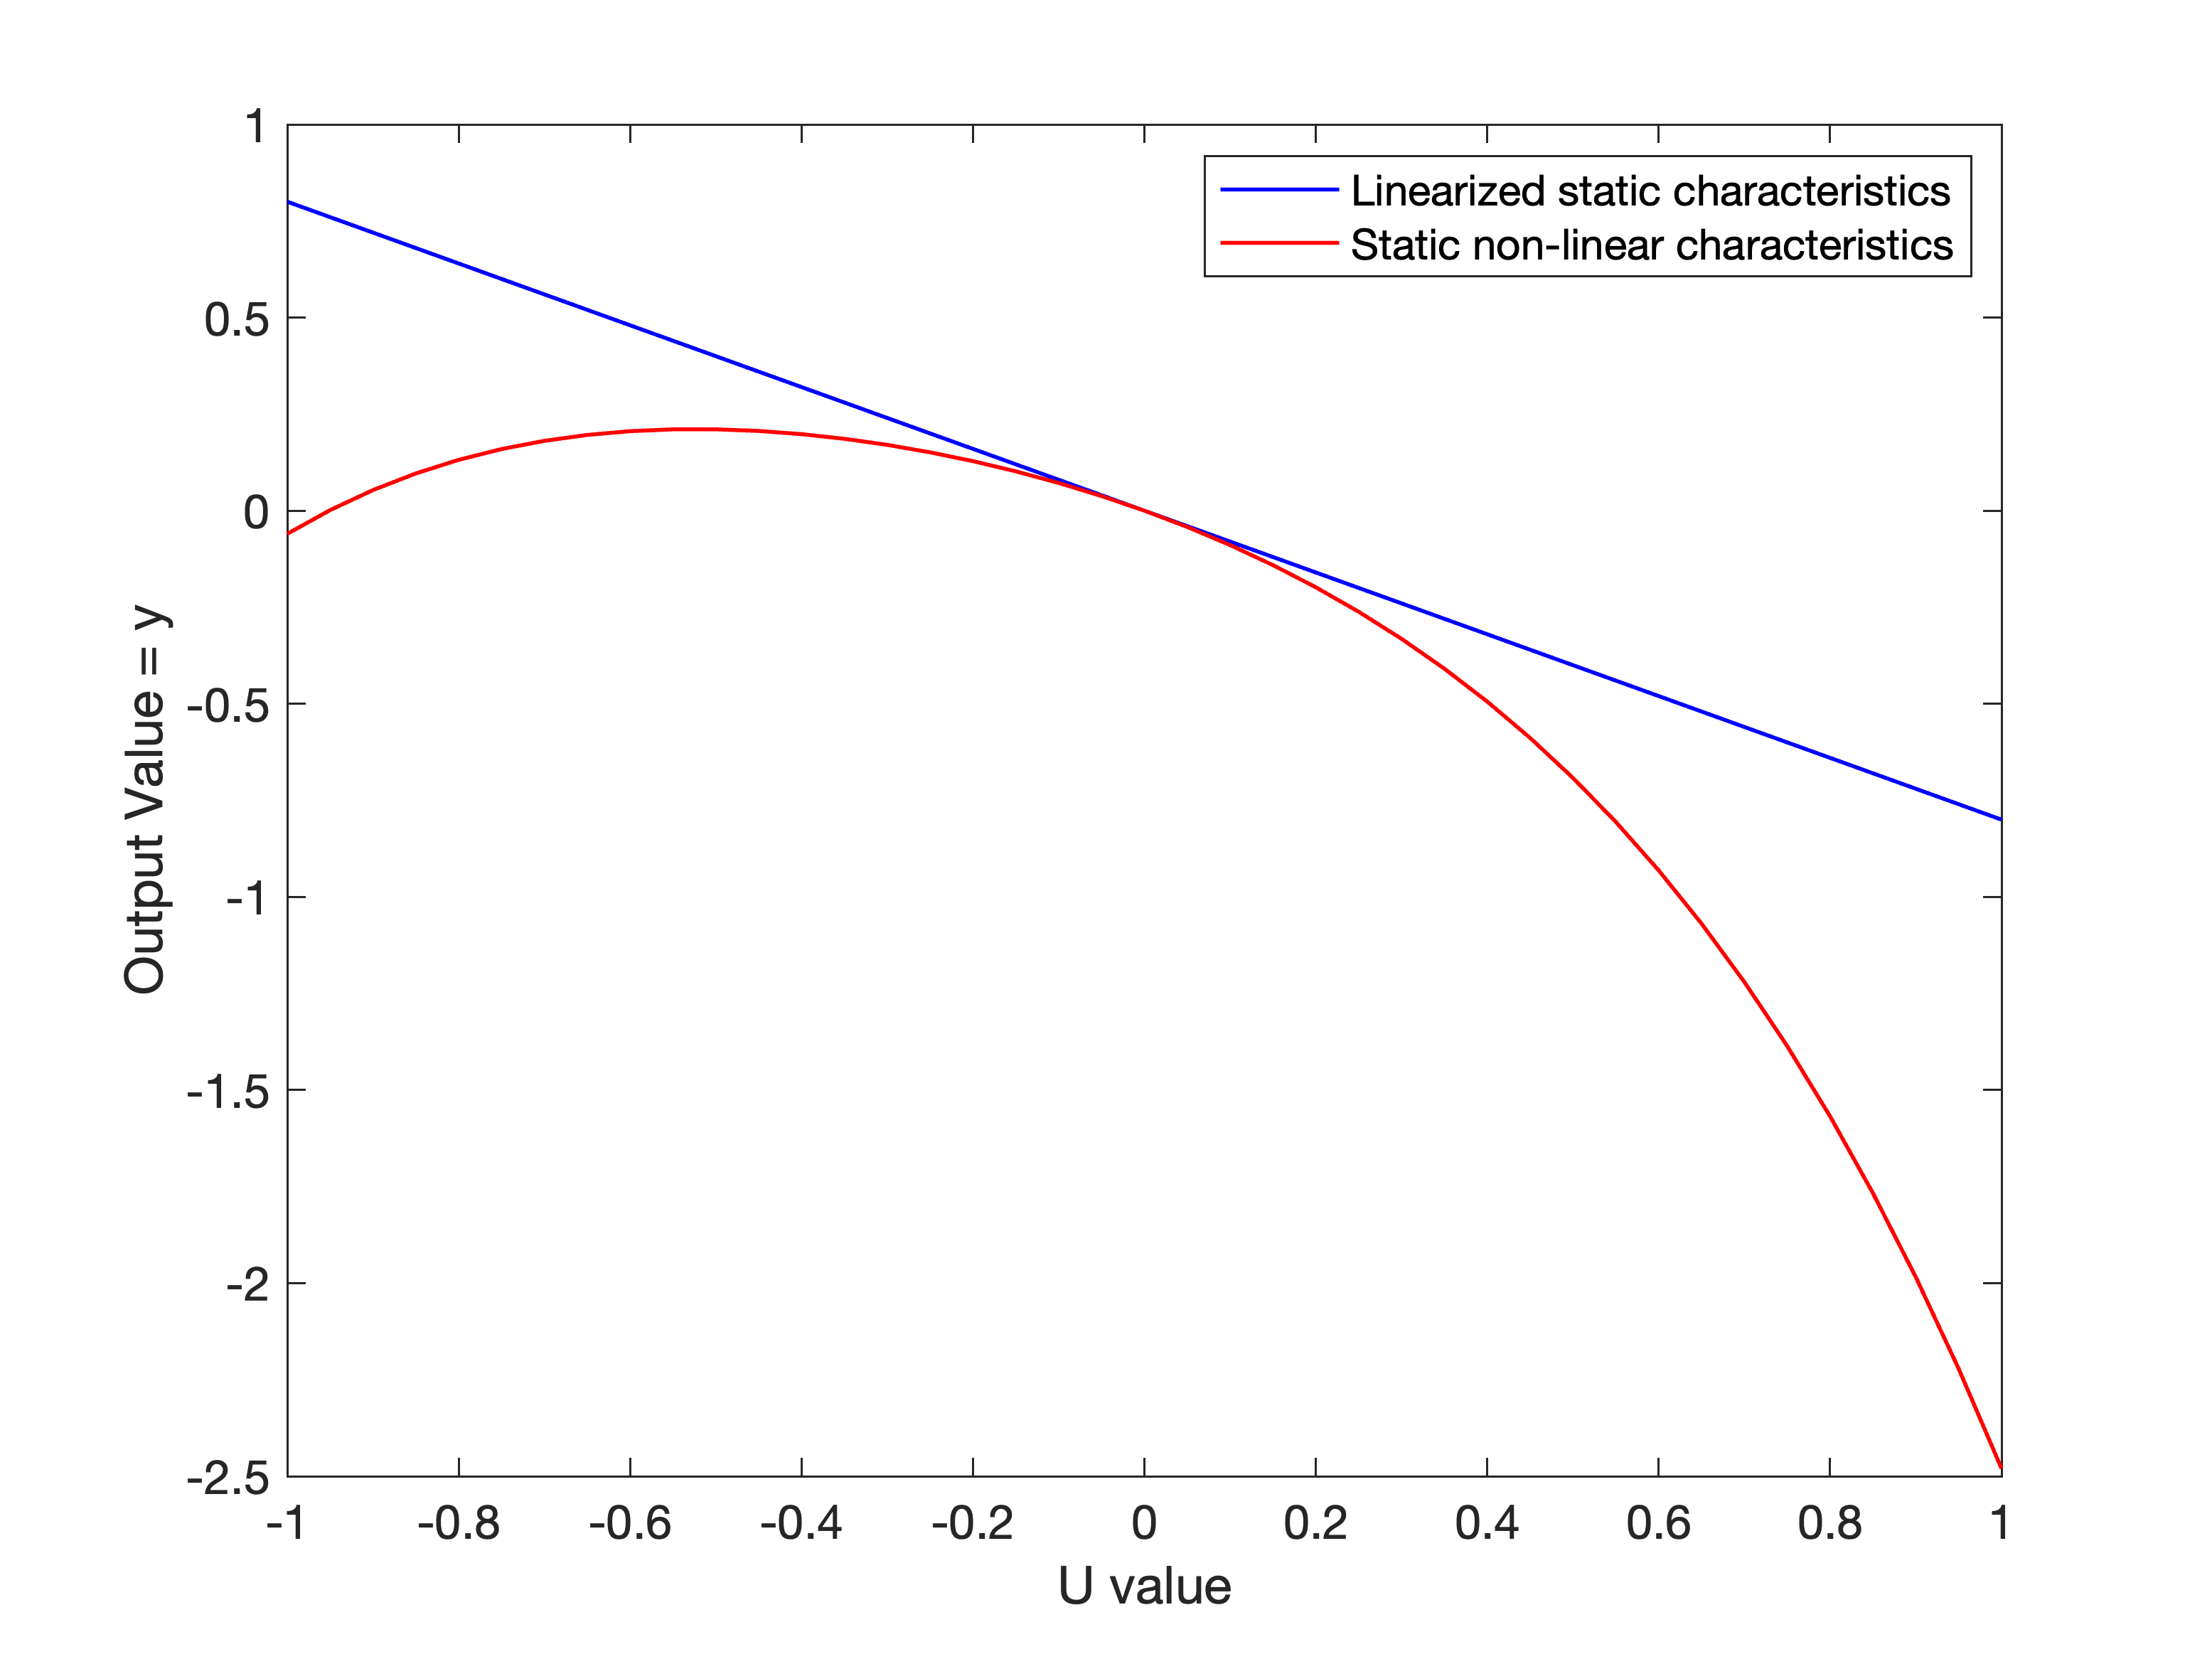 Linearized static characteristics
Static non-linear characteristics
1
0.5
0
-0.5
-1
-1.5
-2
-2.5
Output Value = y
-1 -0.8 -0.6 -0.4 -0.2 0 0.2 0.4 0.6 0.8 1
U value